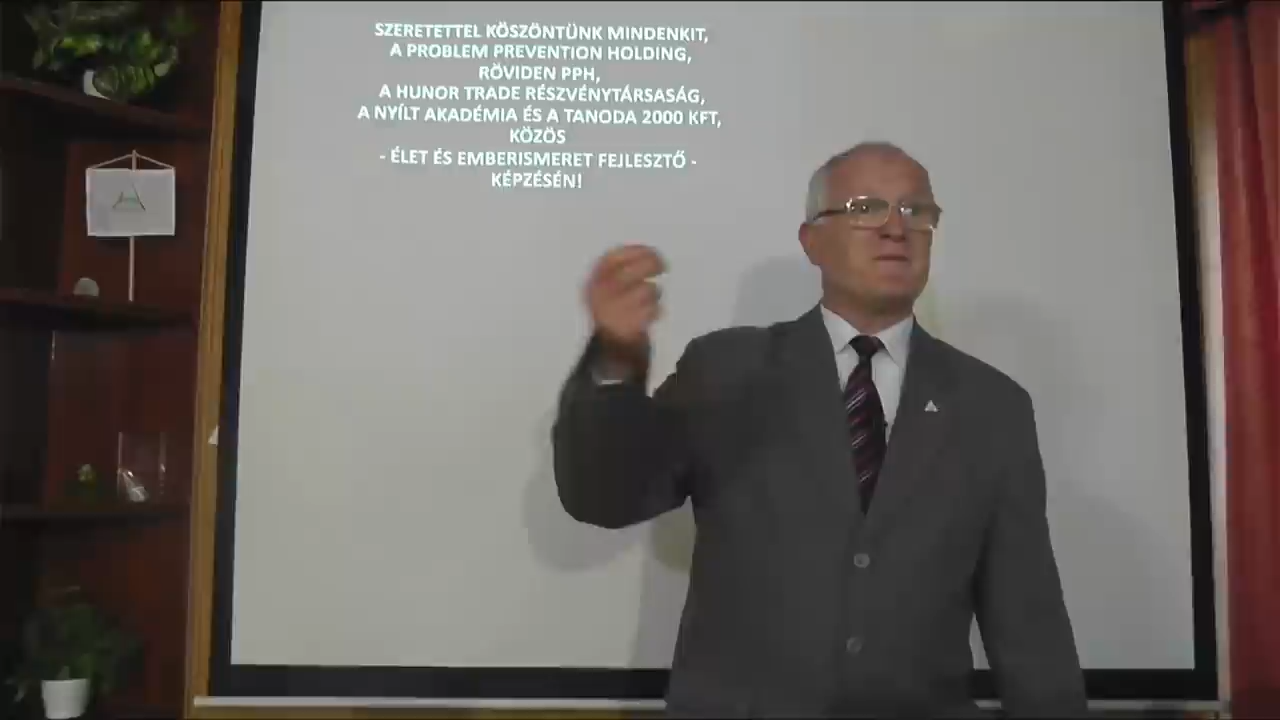 SZERETETTEL KÖSZÖNTÜNK MINDENKIT,
A PROBLEM PREVENTION HOLDING,
RÖVIDEN PPH,
A HUNOR TRADE RÉSZVÉNYTÁRSASÁG,
A NYÍLT AKADÉMIA ÉS A TANODA 2000 KFT,
KÖZÖS
- ÉLET ÉS EMBERISMERET FEJLESZTŐ -
KÉPZÉSÉN!